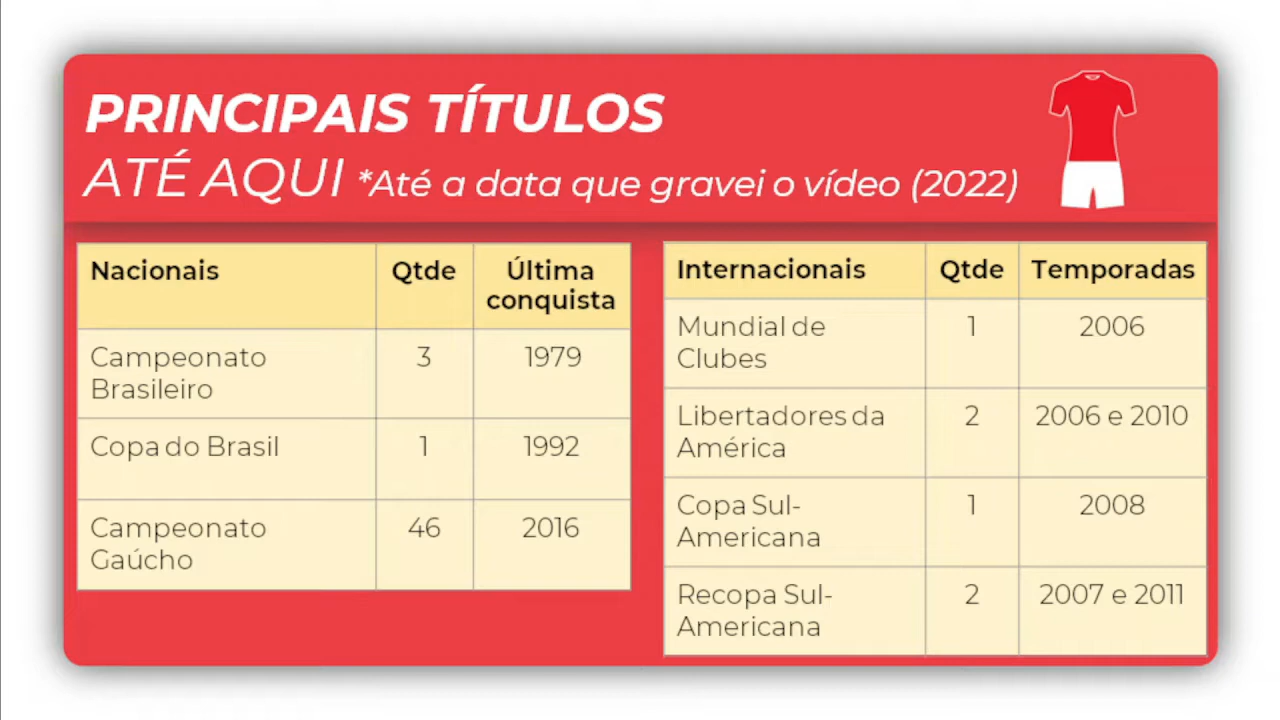 PRINCIPAIS TÍTULOS
ATÉ AQUI *Até a data que gravei o vídeo (2022)
Nacionais Qtde Última
conquista
Campeonato 3 1979
Brasileiro
Copa do Brasil 1 1992
Campeonato 46 2016
Gaúcho
Internacionais Qtde Temporadas
Mundial de 1 2006
Clubes
Libertadores da 2 2006 e 2010
América
Copa Sul- 1 2008
Americana
Recopa Sul- 2 2007 e 2011
Americana